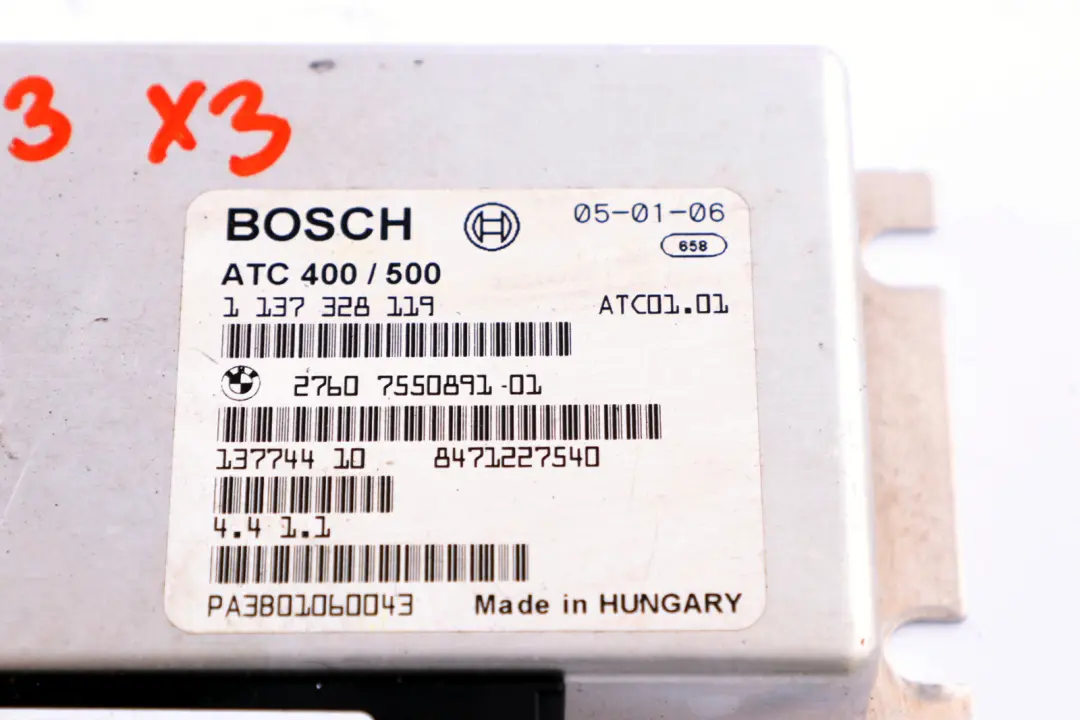 3 X3
BOSCH 05-01-06
658
ATC 400 / 500
1 137 328 119 ATC01.01
2760 7550891-01
137744 10 8471227540
4.4 1.1
PA3B01060043 Made in HUNGARY